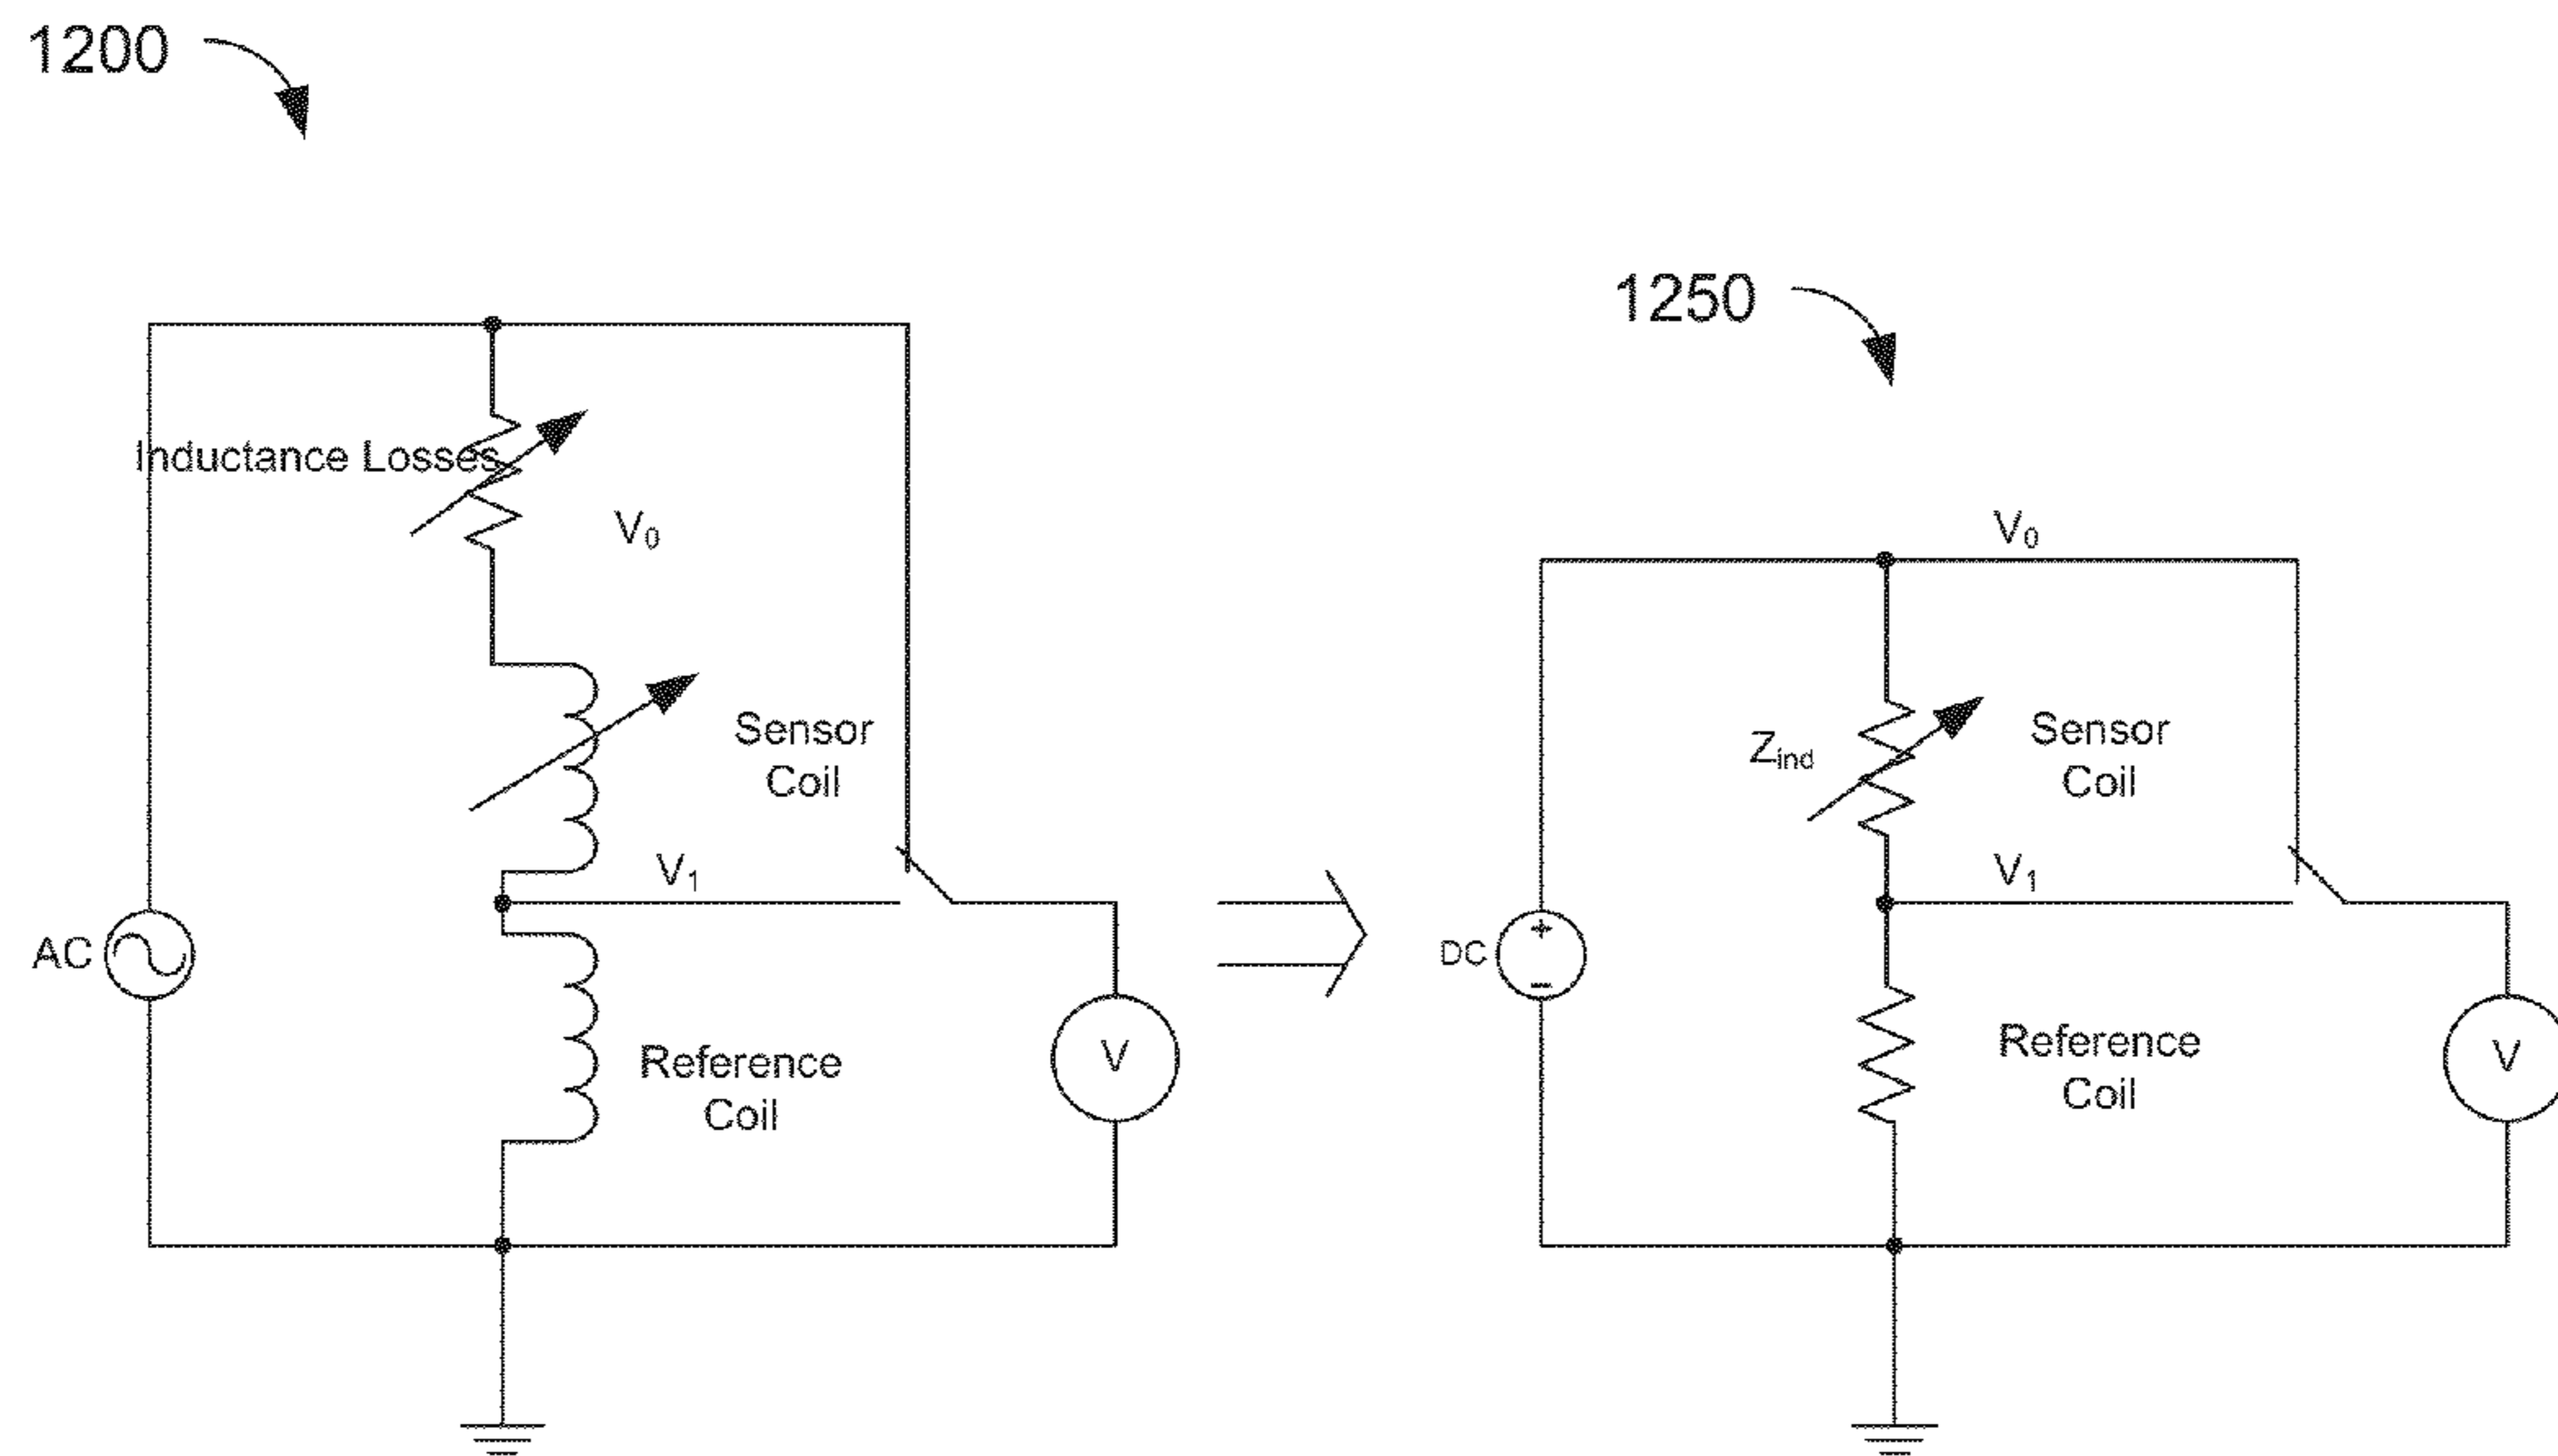 1200
Inductance Losses
V₀
Sensor
Coil
V₁
AC
Reference
Coil
V
1250
V₀
Zind
Sensor
Coil
V₁
DC
+
−
Reference
Coil
V